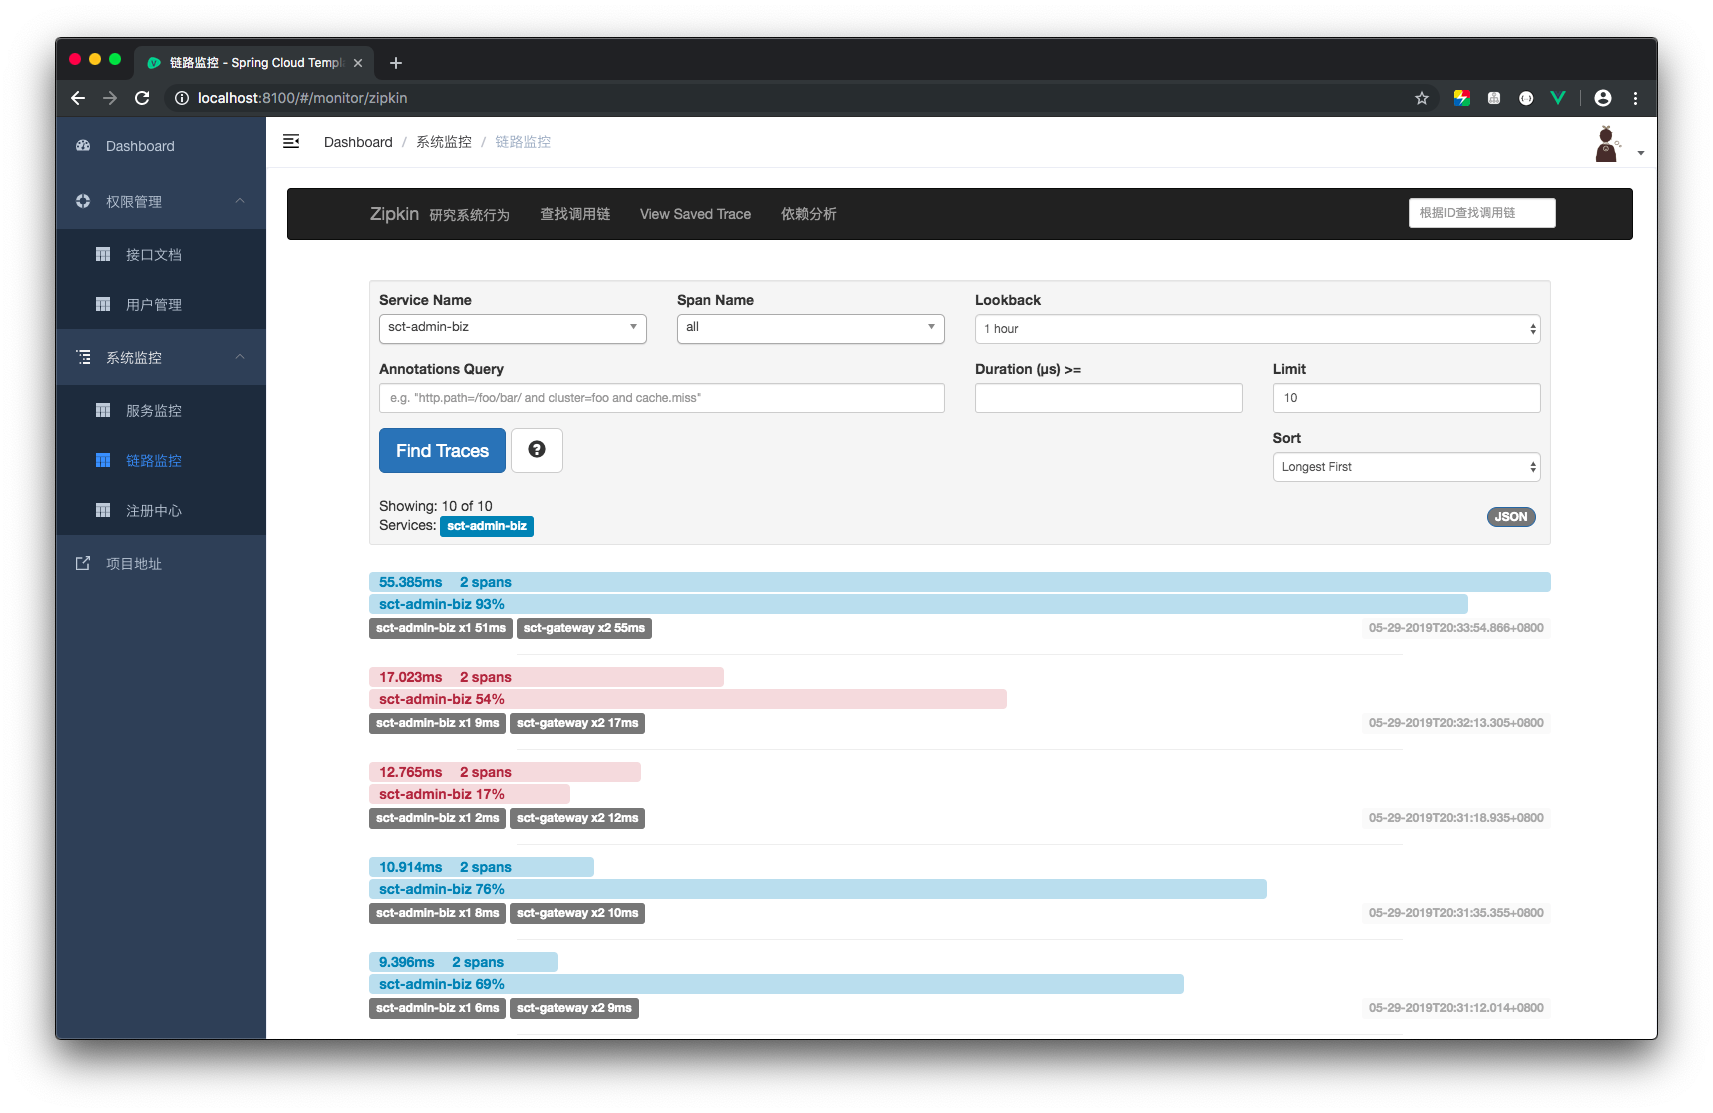 链路监控 - Spring Cloud Templ
localhost:8100/#/monitor/zipkin
Dashboard
权限管理
接口文档
用户管理
系统监控
服务监控
链路监控
注册中心
项目地址
Dashboard / 系统监控 / 链路监控
Zipkin 研究系统行为 查找调用链 View Saved Trace 依赖分析 根据ID查找调用链
Service Name Span Name Lookback
sct-admin-biz all 1 hour
Annotations Query Duration (μs) >= Limit
e.g. "http.path=/foo/bar/ and cluster=foo and cache.miss" 10
Find Traces
Sort
Longest First
Showing: 10 of 10
Services: sct-admin-biz
JSON
55.385ms 2 spans
sct-admin-biz 93%
sct-admin-biz x1 51ms sct-gateway x2 55ms 05-29-2019T20:33:54.866+0800
17.023ms 2 spans
sct-admin-biz 54%
sct-admin-biz x1 9ms sct-gateway x2 17ms 05-29-2019T20:32:13.305+0800
12.765ms 2 spans
sct-admin-biz 17%
sct-admin-biz x1 2ms sct-gateway x2 12ms 05-29-2019T20:31:18.935+0800
10.914ms 2 spans
sct-admin-biz 76%
sct-admin-biz x1 8ms sct-gateway x2 10ms 05-29-2019T20:31:35.355+0800
9.396ms 2 spans
sct-admin-biz 69%
sct-admin-biz x1 6ms sct-gateway x2 9ms 05-29-2019T20:31:12.014+0800